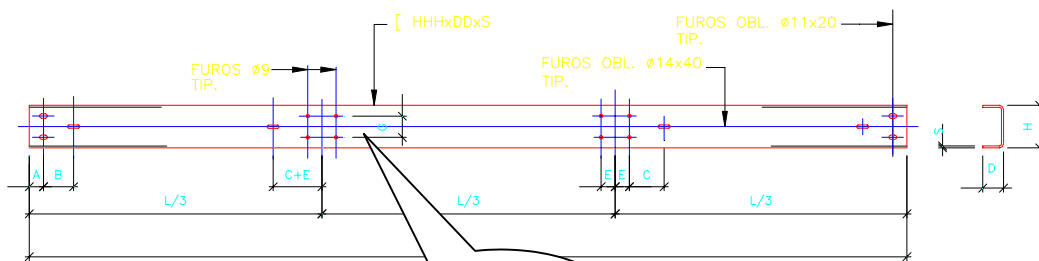 [ HHHxDDxS
FUROS OBL. ø11x20
TIP.
FUROS ø9
TIP.
FUROS OBL. ø14x40
TIP.
G
S
H
A
B
C+E
E
E
C
D
L/3
L/3
L/3